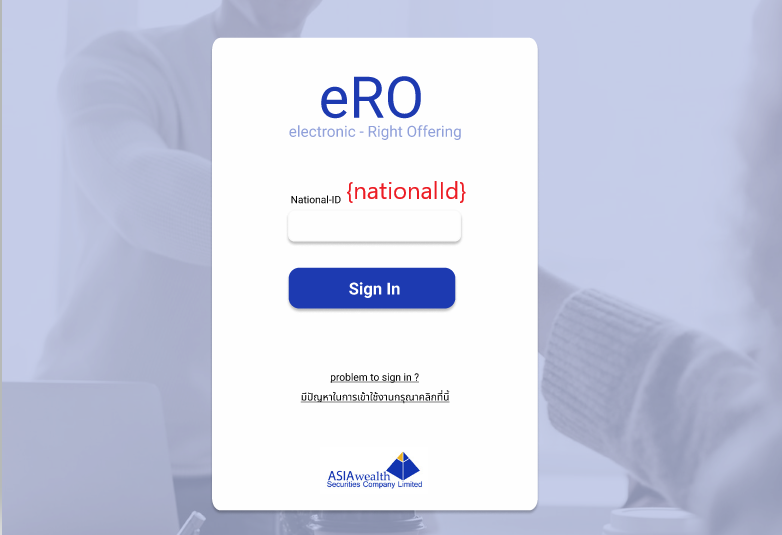 eRO
electronic - Right Offering
National-ID {nationalId}
Sign In
problem to sign in ?
มีปัญหาในการเข้าใช้งานกรุณาคลิกที่นี้
ASIA wealth
Securities Company Limited